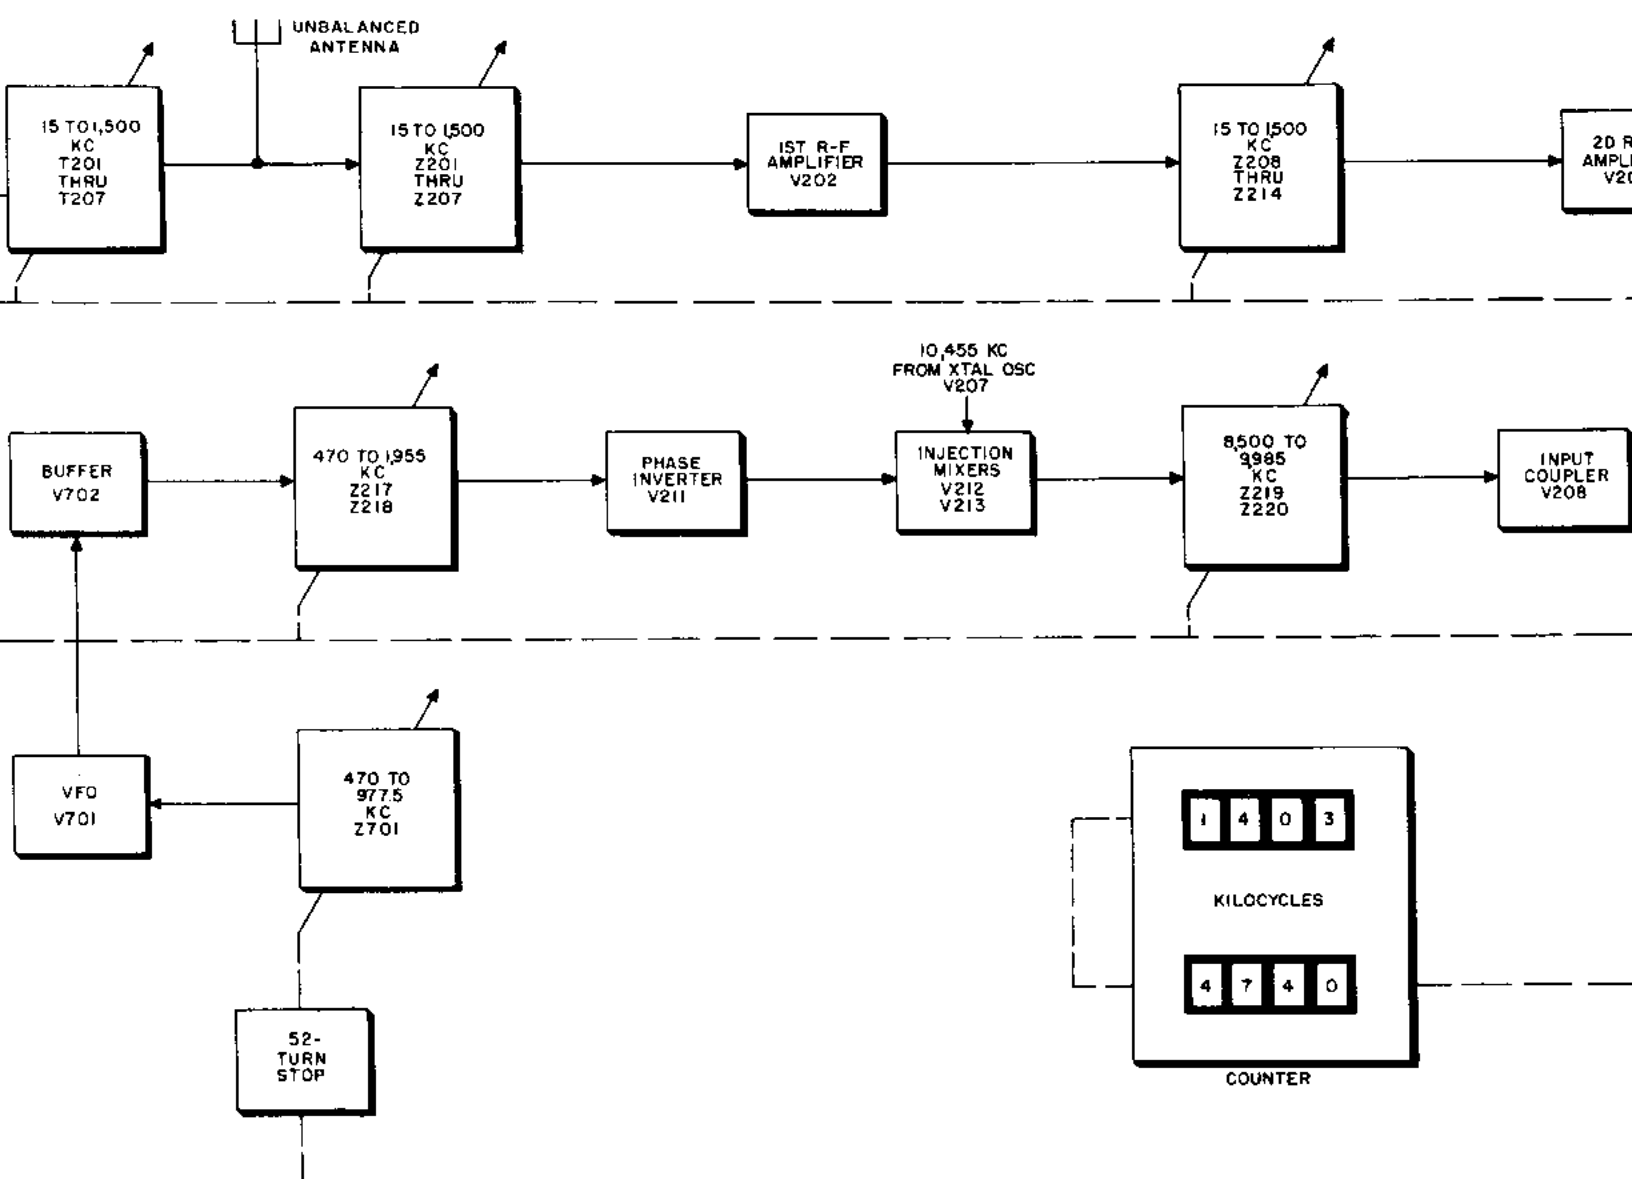 UNBALANCED
ANTENNA
15 TO 1,500
KC
T201
THRU
T207
15 TO 1,500
KC
Z201
THRU
Z207
1ST R-F
AMPLIFIER
V202
15 TO 1,500
KC
Z208
THRU
Z214
2D R
AMPLI
V20
10,455 KC
FROM XTAL OSC
V207
BUFFER
V702
470 TO 1,955
KC
Z217
Z218
PHASE
INVERTER
V211
INJECTION
MIXERS
V212
V213
8,500 TO
9,985
KC
Z219
Z220
INPUT
COUPLER
V208
VFO
V701
470 TO
977.5
KC
Z701
1 4 0 3
KILOCYCLES
4 7 4 0
COUNTER
52-
TURN
STOP